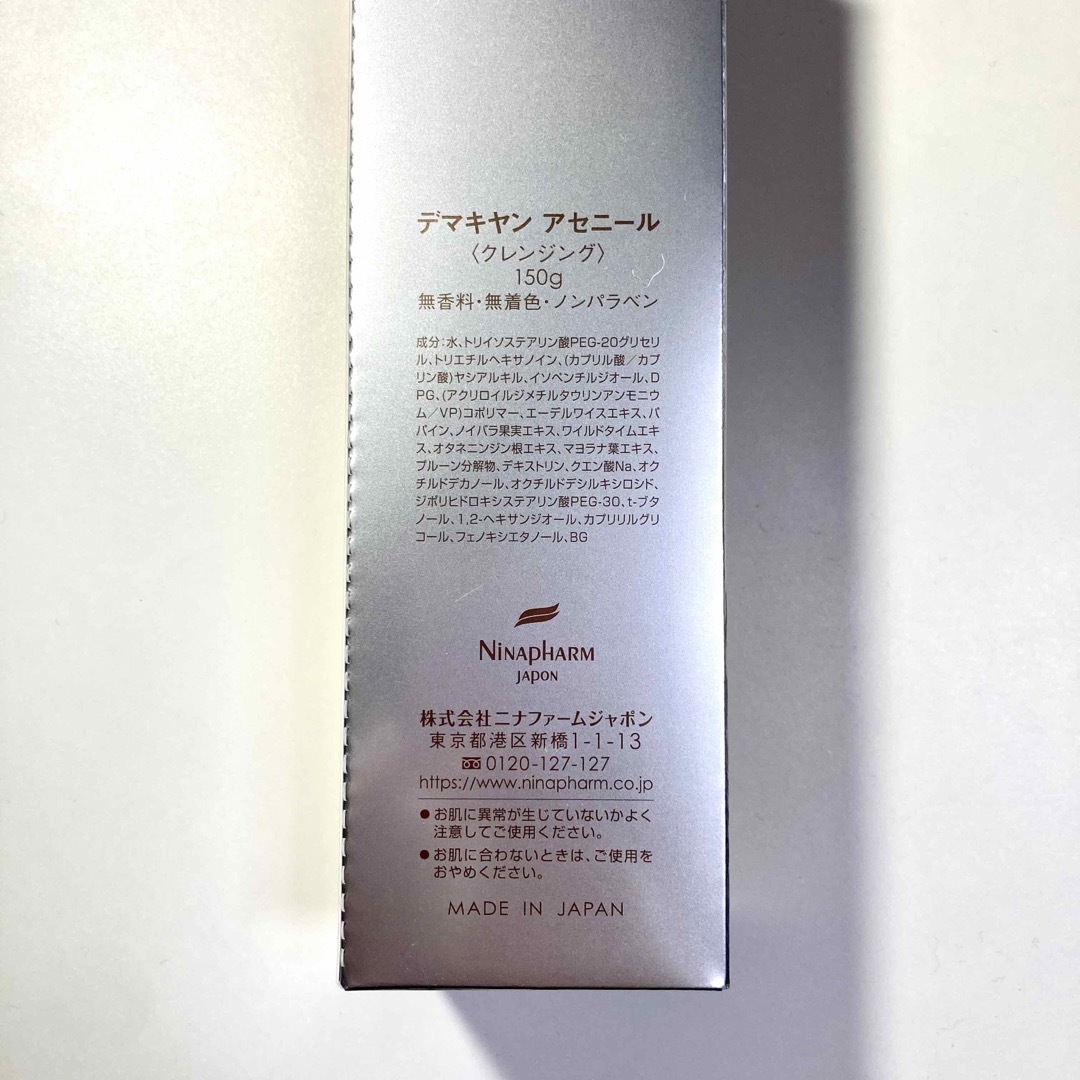 デマキヤン アセニール
〈クレンジング〉
150g
無香料・無着色・ノンパラベン
成分:水、トリイソステアリン酸PEG-20グリセリ
ル、トリエチルヘキサノイン、(カプリル酸/カプ
リン酸)ヤシアルキル、イソペンチルジオール、D
PG、(アクリロイルジメチルタウリンアンモニウ
ム/VP)コポリマー、エーデルワイスエキス、パ
パイン、ノイバラ果実エキス、ワイルドタイムエキ
ス、オタネニンジン根エキス、マヨラナ葉エキス、
プルーン分解物、デキストリン、クエン酸Na、オク
チルドデカノール、オクチルドデシルキシロシド、
ジポリヒドロキシステアリン酸PEG-30、t-ブタ
ノール、1,2-ヘキサンジオール、カプリリルグリ
コール、フェノキシエタノール、BG
NINAPHARM
JAPON
株式会社ニナファームジャポン
東京都港区新橋1-1-13
0120-127-127
https://www.ninapharm.co.jp
●お肌に異常が生じていないかよく
注意してご使用ください。
●お肌に合わないときは、ご使用を
おやめください。
MADE IN JAPAN